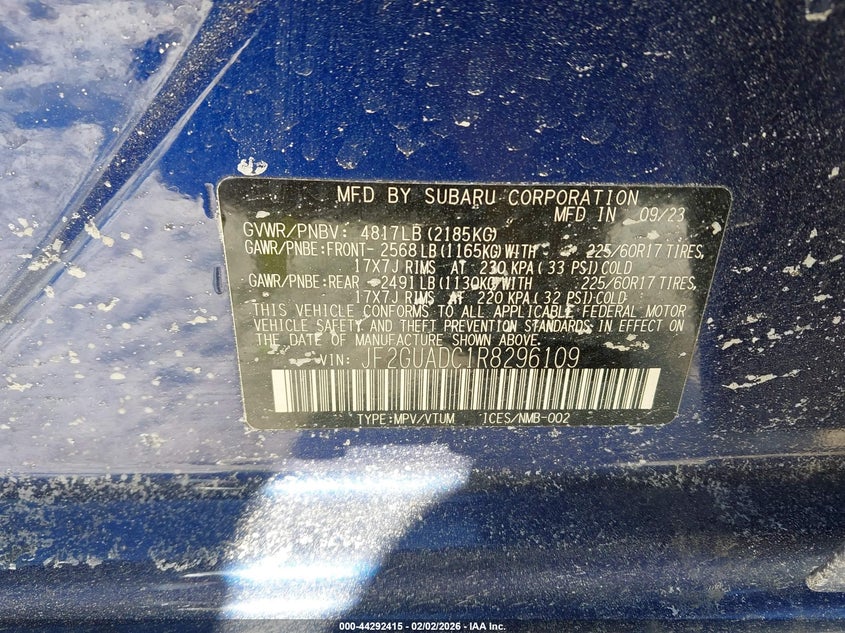 MFD BY SUBARU CORPORATION
MFD IN 09/23
GVWR/PNBV: 4817LB(2185KG)
GAWR/PNBE:FRONT- 2568LB(1165KG)WITH 225/60R17 TIRES,
17X7J RIMS AT 230 KPA( 33 PSI)COLD
GAWR/PNBE:REAR -2491LB(1130KG)WITH 225/60R17 TIRES,
17X7J RIMS AT 220 KPA( 32 PSI)COLD
THIS VEHICLE CONFORMS TO ALL APPLICABLE FEDERAL MOTOR
VEHICLE SAFETY AND THEFT PREVENTION STANDARDS IN EFFECT ON
THE DATE OF MANUFACTURE SHOWN ABOVE.
VIN: JF2GUADC1R8296109
TYPE:MPV/VTUM ICES/NMB-002
000-44292415 - 02/02/2026 - IAA Inc.